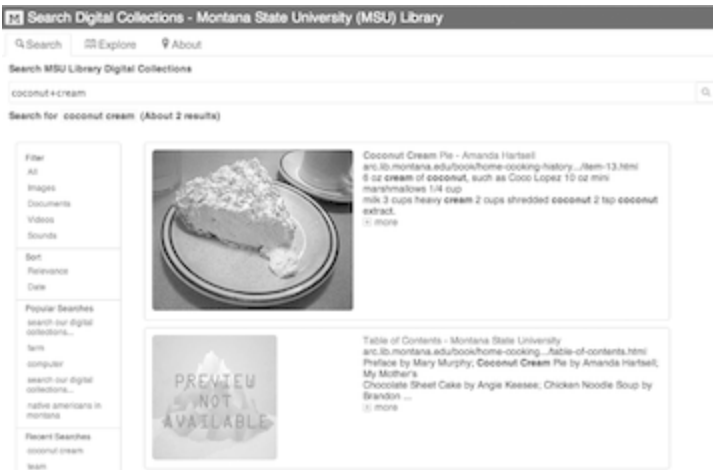 M Search Digital Collections - Montana State University (MSU) Library
Search
Explore
About
Search MSU Library Digital Collections
coconut+cream
Search for coconut cream (About 2 results)
Filter
All
Images
Documents
Videos
Sounds
Sort
Relevance
Date
Popular Searches
search our digital
collections...
farm
computer
search our digital
collections...
native americans in
montana
Recent Searches
coconut cream
team
Coconut Cream Pie - Amanda Hartsell
arc.lib.montana.edu/book/home-cooking-history.../item-13.html
6 oz cream of coconut, such as Coco Lopez 10 oz mini
marshmallows 1/4 cup
milk 3 cups heavy cream 2 cups shredded coconut 2 tsp coconut
extract.
+ more
PREVIEW
NOT
AVAILABLE
Table of Contents - Montana State University
arc.lib.montana.edu/book/home-cooking.../table-of-contents.html
Preface by Mary Murphy; Coconut Cream Pie by Amanda Hartsell;
My Mother's
Chocolate Sheet Cake by Angie Keesee; Chicken Noodle Soup by
Brandon ...
+ more